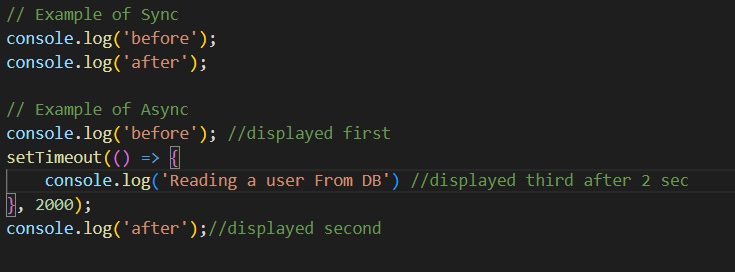 // Example of Sync
console.log('before');
console.log('after');
// Example of Async
console.log('before'); //displayed first
setTimeout(() => {
console.log('Reading a user From DB') //displayed third after 2 sec
}, 2000);
console.log('after');//displayed second